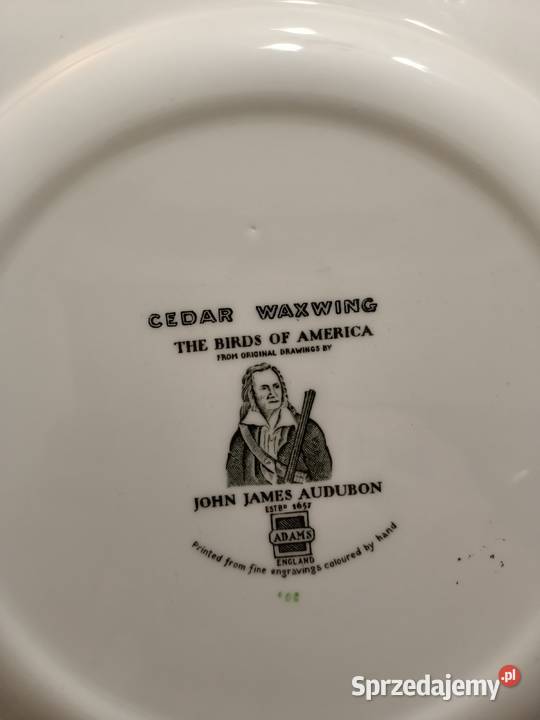 CEDAR WAXWING
THE BIRDS OF AMERICA
FROM ORIGINAL DRAWINGS BY
JOHN JAMES AUDUBON
ESTBD 1657
ADAMS
ENGLAND
Printed from fine engravings coloured by hand
Sprzedajemy.pl